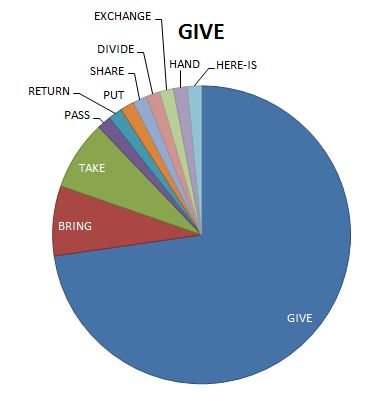 EXCHANGE
GIVE
DIVIDE
HAND
HERE-IS
SHARE
RETURN
PUT
PASS
TAKE
BRING
GIVE